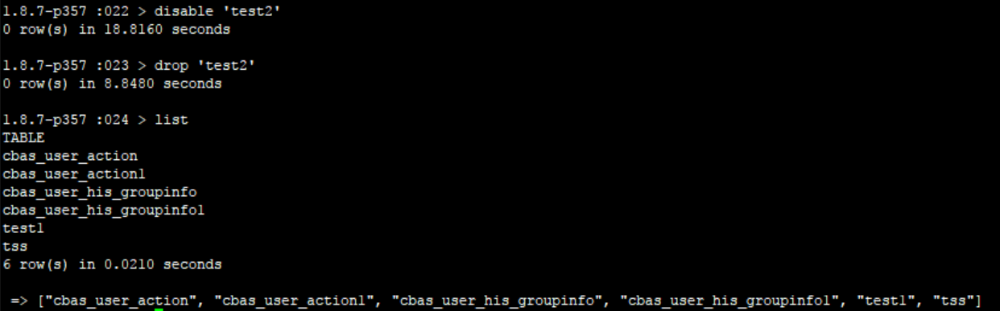 1.8.7-p357 :022 > disable 'test2'
0 row(s) in 18.8160 seconds
1.8.7-p357 :023 > drop 'test2'
0 row(s) in 8.8480 seconds
1.8.7-p357 :024 > list
TABLE
cbas_user_action
cbas_user_action1
cbas_user_his_groupinfo
cbas_user_his_groupinfo1
test1
tss
6 row(s) in 0.0210 seconds
=> ["cbas_user_action", "cbas_user_action1", "cbas_user_his_groupinfo", "cbas_user_his_groupinfo1", "test1", "tss"]